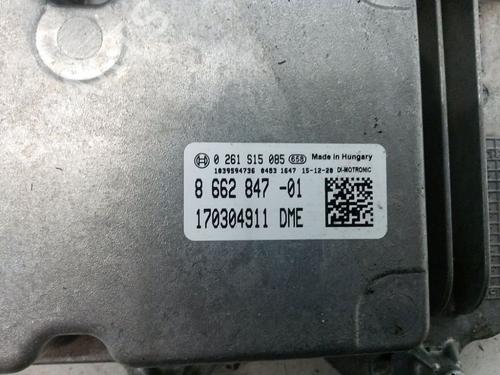 0 261 S15 085 658 Made in Hungary
1039S94736 0483 1647 15-12-20 DI-MOTRONIC
8 662 847 -01
170304911 DME